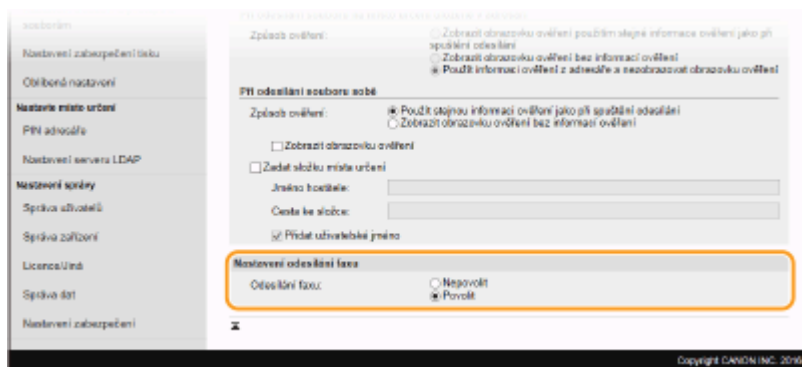 souborům
Nastavení zabezpečení tisku
Oblíbená nastavení
Nastavte místo určení
PIN adresáře
Nastavení serveru LDAP
Nastavení správy
Správa uživatelů
Správa zařízení
Licence/Jiné
Správa dat
Nastavení zabezpečení
Způsob ověření:
Zobrazit obrazovku ověření použitím stejné informace ověření jako při
spuštění odesílání
Zobrazit obrazovku ověření bez informací ověření
Použít informaci ověření z adresáře a nezobrazovat obrazovku ověření
Při odesílání souboru sobě
Způsob ověření:
Použít stejnou informaci ověření jako při spuštění odesílání
Zobrazit obrazovku ověření bez informací ověření
Zobrazit obrazovku ověření
Zadat složku místa určení
Jméno hostitele:
Cesta ke složce:
Přidat uživatelské jméno
Nastavení odesílání faxu
Odesílání faxu:
Nepovolit
Povolit
Copyright CANON INC. 2016